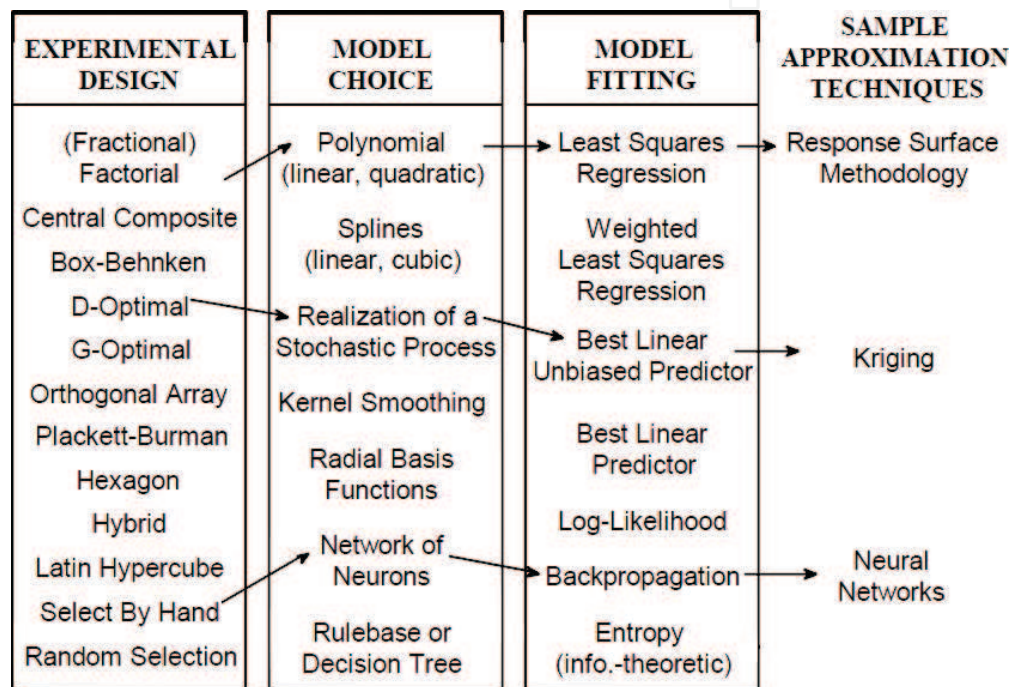 EXPERIMENTAL
DESIGN
(Fractional)
Factorial
Central Composite
Box-Behnken
D-Optimal
G-Optimal
Orthogonal Array
Plackett-Burman
Hexagon
Hybrid
Latin Hypercube
Select By Hand
Random Selection
MODEL
CHOICE
Polynomial
(linear, quadratic)
Splines
(linear, cubic)
Realization of a
Stochastic Process
Kernel Smoothing
Radial Basis
Functions
Network of
Neurons
Rulebase or
Decision Tree
MODEL
FITTING
Least Squares
Regression
Weighted
Least Squares
Regression
Best Linear
Unbiased Predictor
Best Linear
Predictor
Log-Likelihood
Backpropagation
Entropy
(info.-theoretic)
SAMPLE
APPROXIMATION
TECHNIQUES
Response Surface
Methodology
Kriging
Neural
Networks